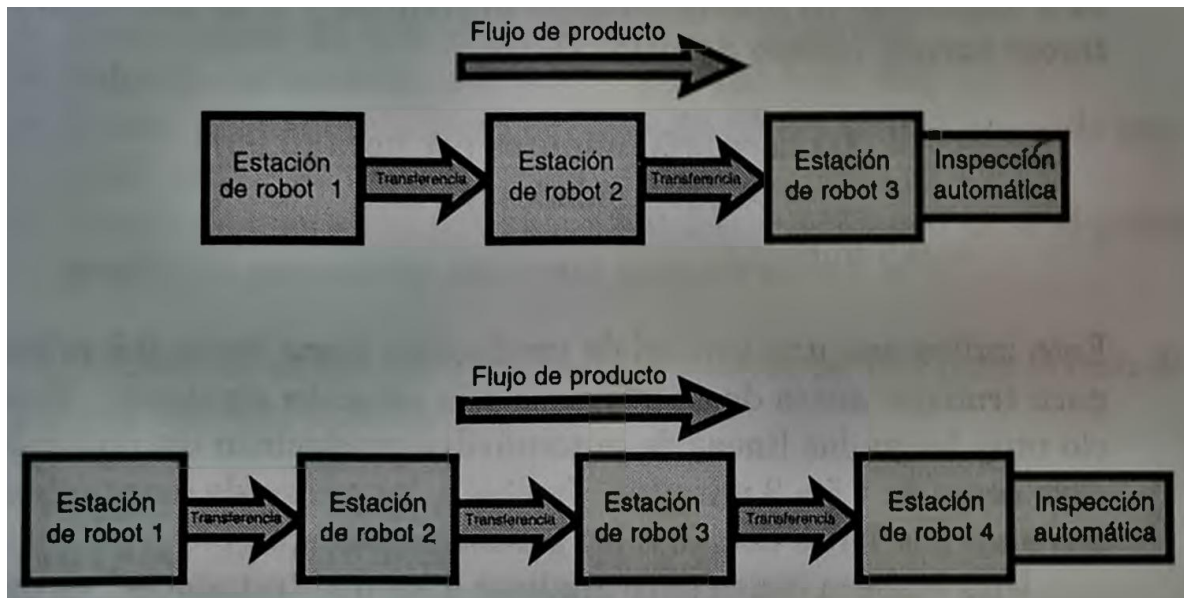 Flujo de producto
Estación
de robot 1
Transferencia
Estación
de robot 2
Transferencia
Estación
de robot 3
Inspección
automática
Flujo de producto
Estación
de robot 1
Transferencia
Estación
de robot 2
Transferencia
Estación
de robot 3
Transferencia
Estación
de robot 4
Inspección
automática